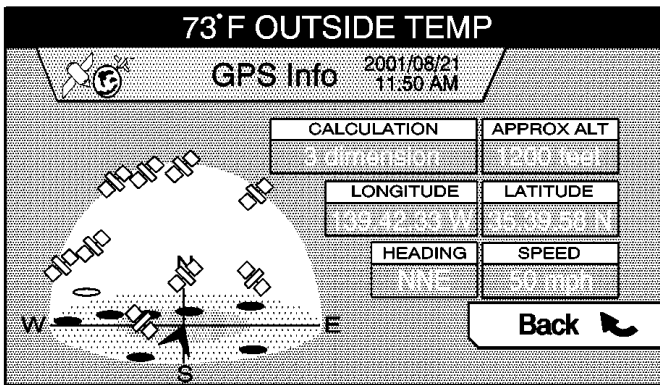 73°F OUTSIDE TEMP
GPS Info
2001/08/21
11:50 AM
CALCULATION
3 dimension
APPROX ALT
1200 feet
LONGITUDE
139.42.33 W
LATITUDE
35.39.58 N
HEADING
NNE
SPEED
50 mph
N
W
E
S
Back